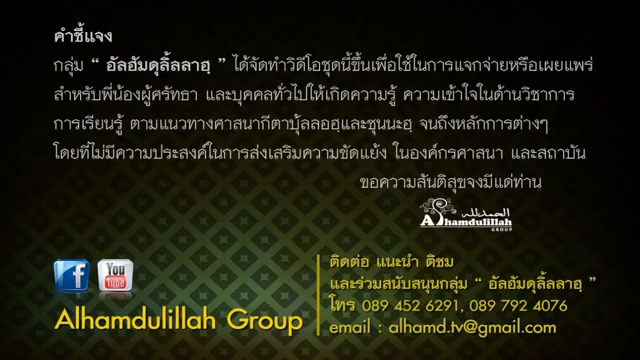 คำชี้แจง
กลุ่ม “ อัลฮัมดุลิ้ลลาฮฺ ” ได้จัดทำวิดีโอชุดนี้ขึ้นเพื่อใช้ในการแจกจ่ายหรือเผยแพร่
สำหรับพี่น้องผู้ศรัทธา และบุคคลทั่วไปให้เกิดความรู้ ความเข้าใจในด้านวิชาการ
การเรียนรู้ ตามแนวทางศาสนากีตาบุ้ลลอฮฺและซุนนะฮฺ จนถึงหลักการต่างๆ
โดยที่ไม่มีความประสงค์ในการส่งเสริมความขัดแย้ง ในองค์กรศาสนา และสถาบัน
ขอความสันติสุขจงมีแด่ท่าน
الحمد لله
Alhamdulillah
GROUP
f You Tube
Alhamdulillah Group
ติดต่อ แนะนำ ติชม
และร่วมสนับสนุนกลุ่ม “ อัลฮัมดุลิ้ลลาฮฺ ”
โทร 089 452 6291, 089 792 4076
email : alhamd.tv@gmail.com